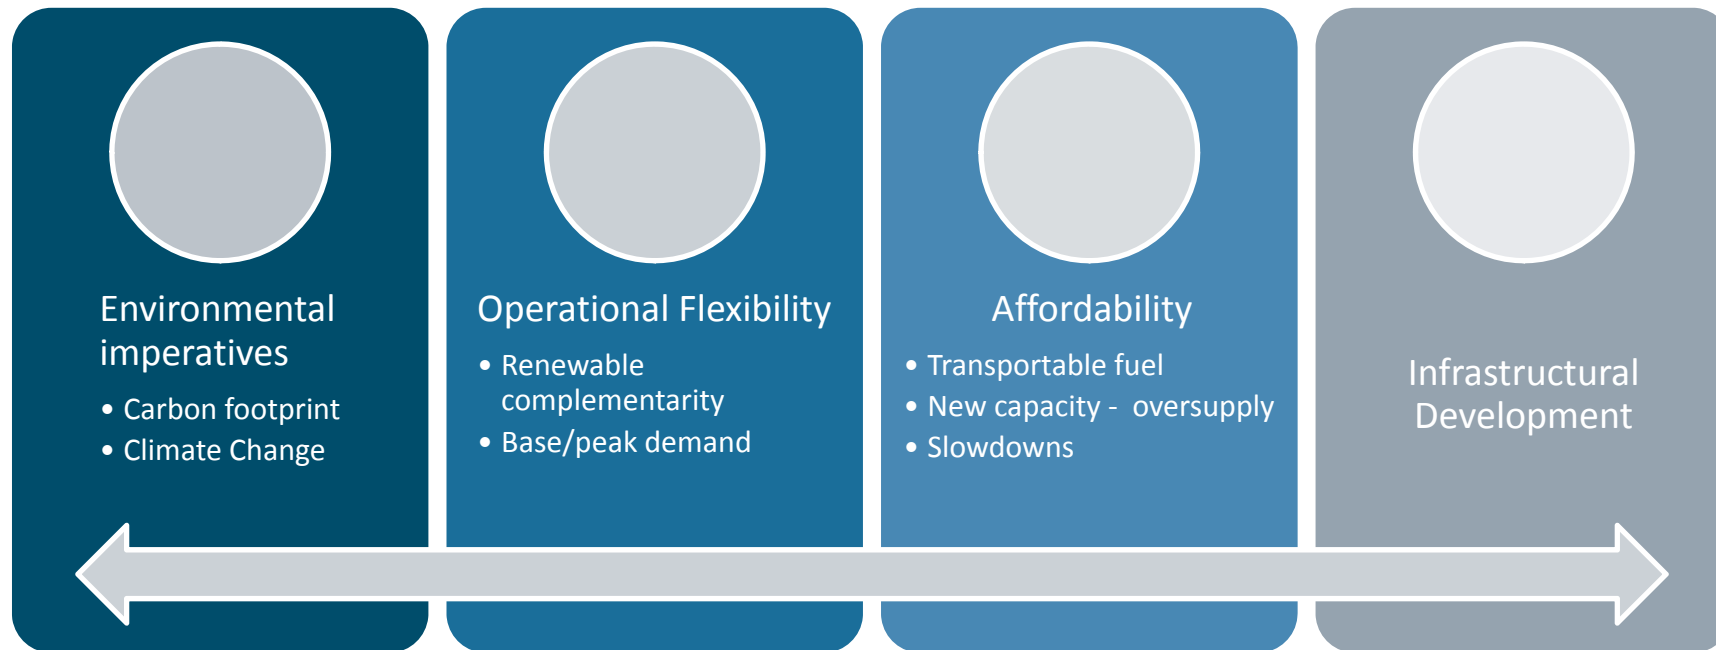 Environmental
imperatives
• Carbon footprint
• Climate Change
Operational Flexibility
• Renewable
complementarity
• Base/peak demand
Affordability
• Transportable fuel
• New capacity -  oversupply
• Slowdowns
Infrastructural
Development